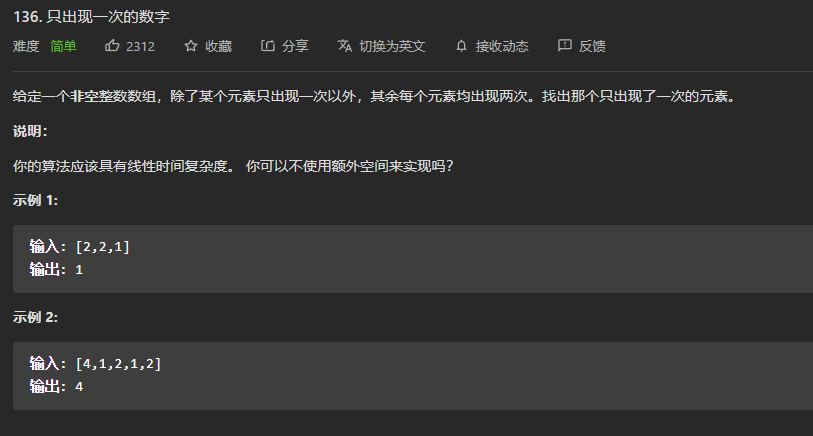 136. 只出现一次的数字
难度 简单 2312 收藏 分享 切换为英文 接收动态 反馈
给定一个非空整数数组，除了某个元素只出现一次以外，其余每个元素均出现两次。找出那个只出现了一次的元素。
说明：
你的算法应该具有线性时间复杂度。 你可以不使用额外空间来实现吗？
示例 1:
输入: [2,2,1]
输出: 1
示例 2:
输入: [4,1,2,1,2]
输出: 4